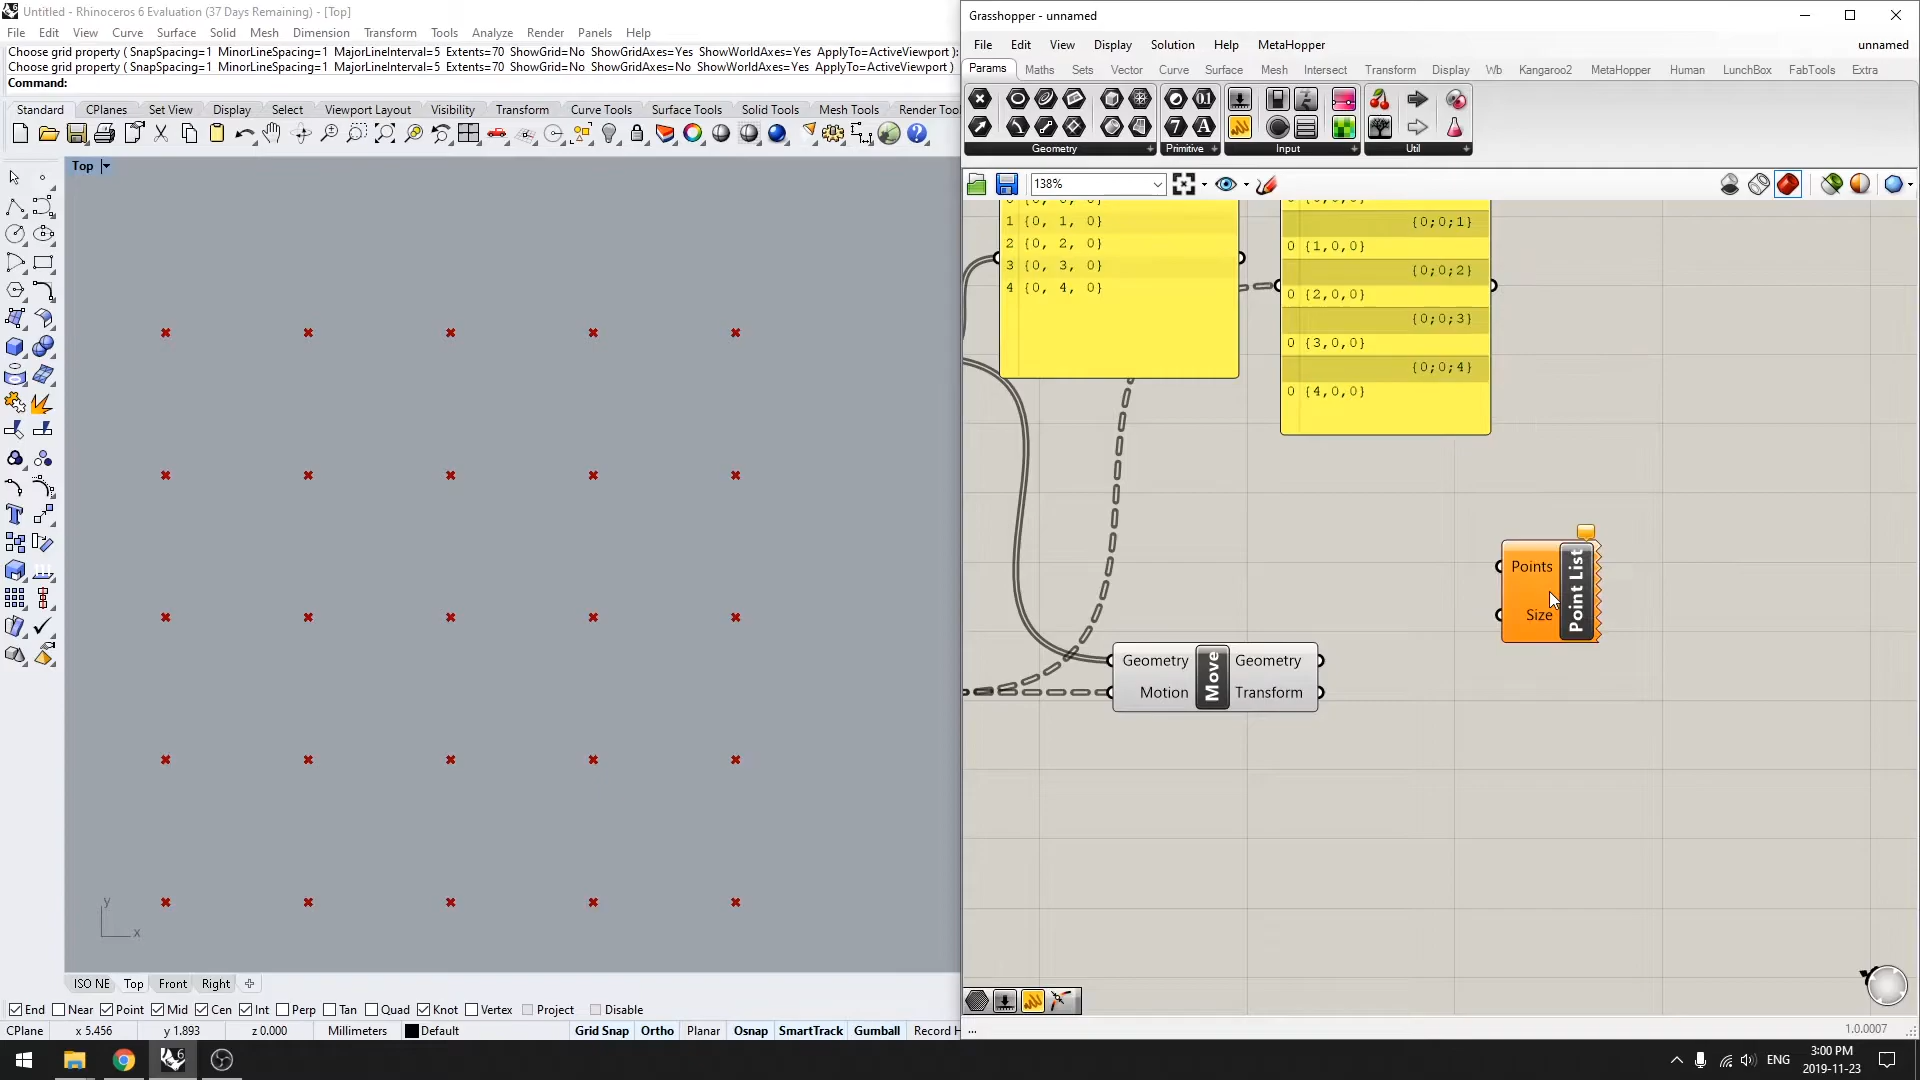 Untitled - Rhinoceros 6 Evaluation (37 Days Remaining) - [Top]
File Edit View Curve Surface Solid Mesh Dimension Transform Tools Analyze Render Panels Help
Choose grid property ( SnapSpacing=1 MinorLineSpacing=1 MajorLineInterval=5 Extents=70 ShowGrid=No ShowGridAxes=Yes ShowWorldAxes=Yes ApplyTo=ActiveViewport ):
Choose grid property ( SnapSpacing=1 MinorLineSpacing=1 MajorLineInterval=5 Extents=70 ShowGrid=No ShowGridAxes=No ShowWorldAxes=Yes ApplyTo=ActiveViewport )
Command:
Standard CPlanes Set View Display Select Viewport Layout Visibility Transform Curve Tools Surface Tools Solid Tools Mesh Tools Render Too
Top
y
x
ISO NE Top Front Right
End Near Point Mid Cen Int Perp Tan Quad Knot Vertex Project Disable
CPlane x 5.456 y 1.893 z 0.000 Millimeters Default Grid Snap Ortho Planar Osnap SmartTrack Gumball Record H
Grasshopper - unnamed
File Edit View Display Solution Help MetaHopper unnamed
Params Maths Sets Vector Curve Surface Mesh Intersect Transform Display Wb Kangaroo2 MetaHopper Human LunchBox FabTools Extra
Geometry Primitive Input Util
138%
1 {0, 1, 0}
2 {0, 2, 0}
3 {0, 3, 0}
4 {0, 4, 0}
{0;0;1}
0 {1,0,0}
{0;0;2}
0 {2,0,0}
{0;0;3}
0 {3,0,0}
{0;0;4}
0 {4,0,0}
Points
Size
Point List
Geometry
Motion
Move
Geometry
Transform
...
1.0.0007
ENG
3:00 PM
2019-11-23